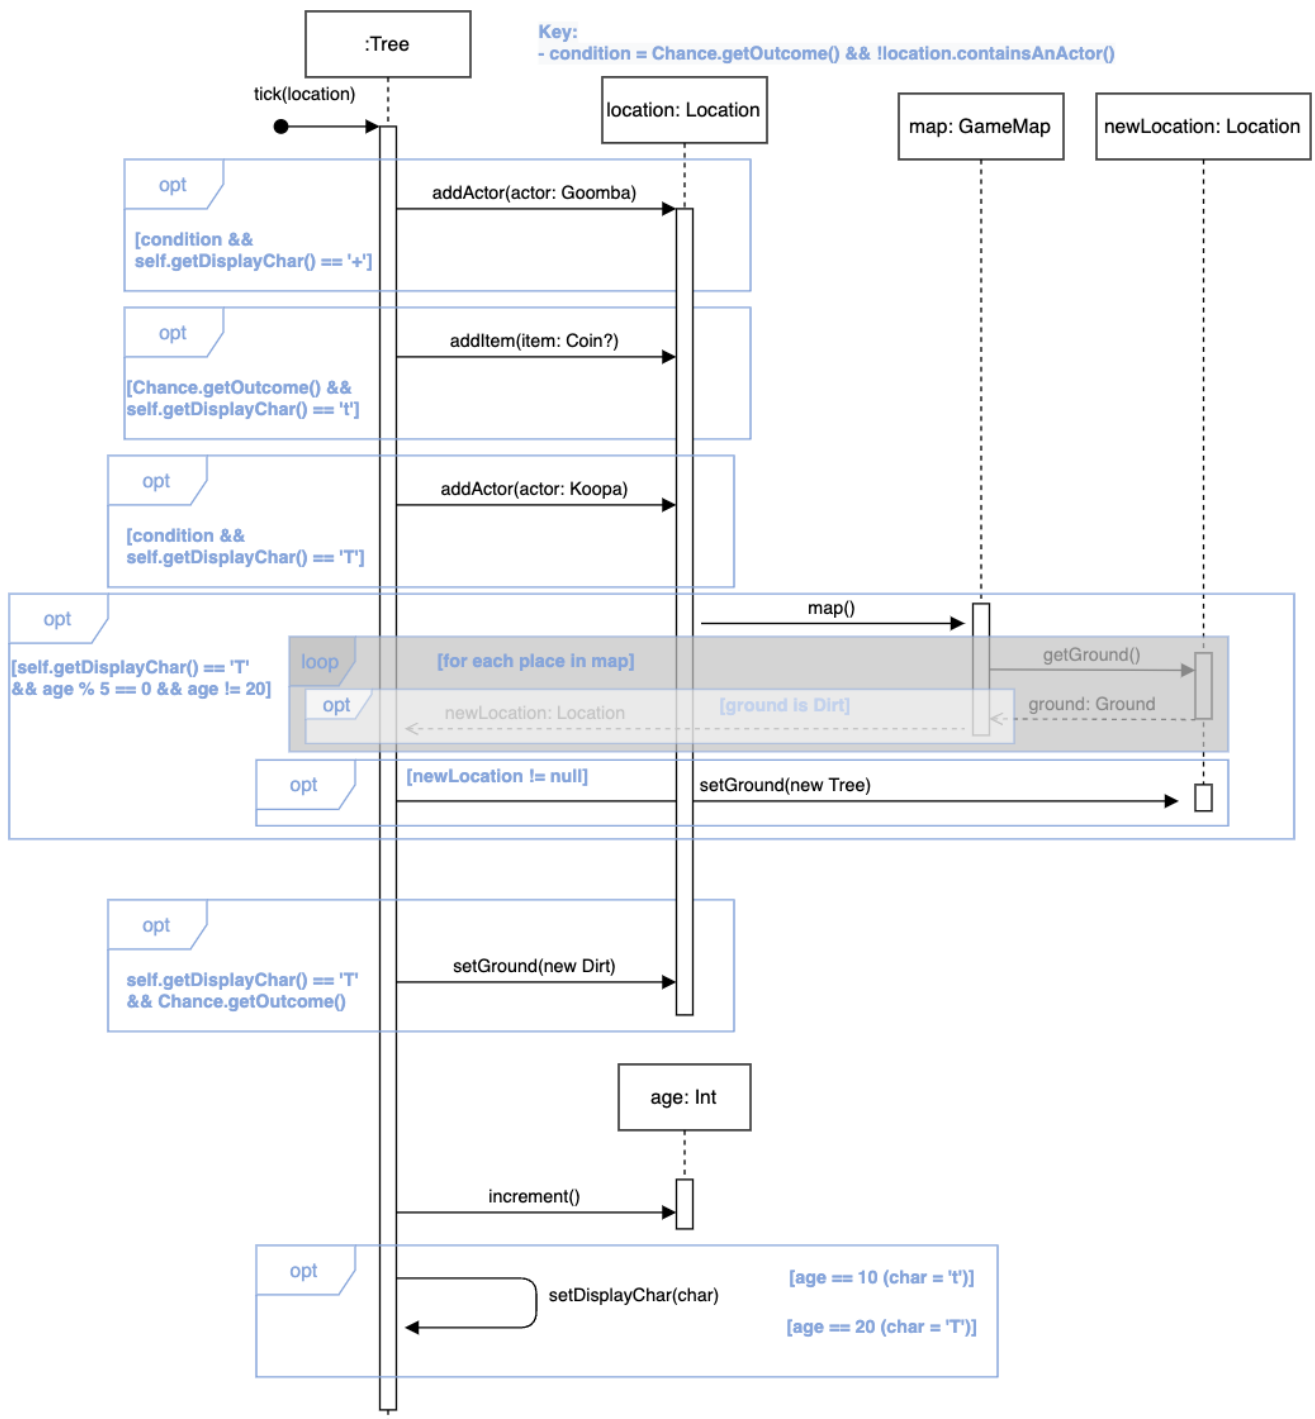 :Tree
Key:
- condition = Chance.getOutcome() && !location.containsAnActor()
tick(location)
location: Location
map: GameMap
newLocation: Location
opt
addActor(actor: Goomba)
[condition &&
self.getDisplayChar() == '+']
opt
addItem(item: Coin?)
[Chance.getOutcome() &&
self.getDisplayChar() == 't']
opt
addActor(actor: Koopa)
[condition &&
self.getDisplayChar() == 'T']
opt
map()
[self.getDisplayChar() == 'T'
&& age % 5 == 0 && age != 20]
loop
[for each place in map]
getGround()
opt
newLocation: Location
[ground is Dirt]
ground: Ground
opt
[newLocation != null]
setGround(new Tree)
opt
setGround(new Dirt)
self.getDisplayChar() == 'T'
&& Chance.getOutcome()
age: Int
increment()
opt
setDisplayChar(char)
[age == 10 (char = 't')]
[age == 20 (char = 'T')]